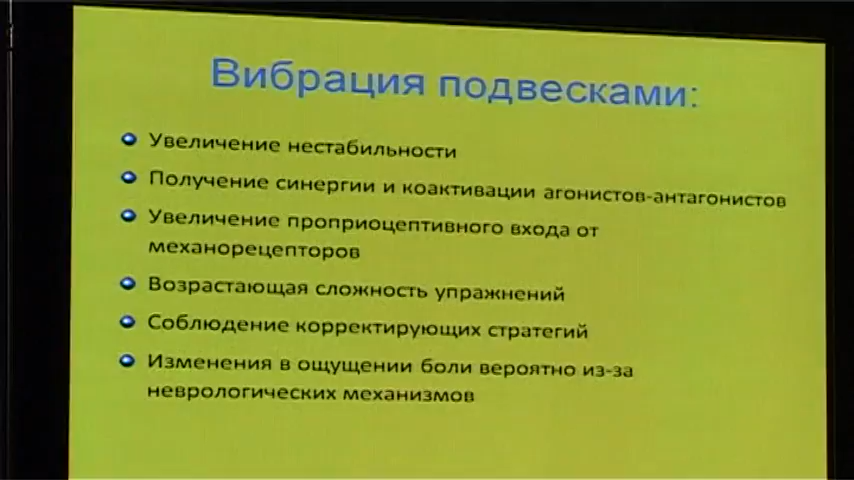 Вибрация подвесками:
Увеличение нестабильности
Получение синергии и коактивации агонистов-антагонистов
Увеличение проприоцептивного входа от
механорецепторов
Возрастающая сложность упражнений
Соблюдение корректирующих стратегий
Изменения в ощущении боли вероятно из-за
неврологических механизмов